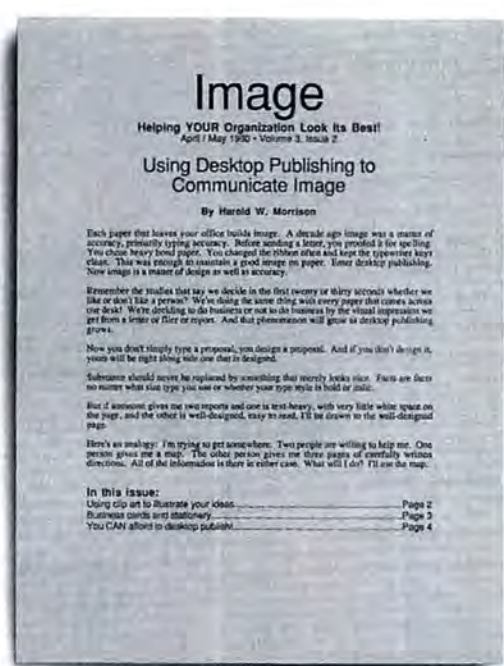 Image
Helping YOUR Organization Look Its Best!
April / May 1990 • Volume 3, Issue 2
Using Desktop Publishing to
Communicate Image
By Harold W. Morrison
Each paper that leaves your office builds image. A decade ago image was a matter of
accuracy, primarily typing accuracy. Before sending a letter, you proofed it for spelling.
You chose heavy bond paper. You changed the ribbon often and kept the typewriter keys
clean. This was enough to maintain a good image on paper. Enter desktop publishing.
Now image is a matter of design as well as accuracy.
Remember the studies that say we decide in the first twenty or thirty seconds whether we
like or don't like a person? We're doing the same thing with every paper that comes across
our desk! We're deciding to do business or not to do business by the visual impression we
get from a letter or flier or report. And that phenomenon will grow as desktop publishing
grows.
Now you don't simply type a proposal, you design a proposal. And if you don't design it,
yours will be right along side one that is designed.
Substance should never be replaced by something that merely looks nice. Facts are facts
no matter what size type you use or whether your type style is bold or italic.
But if someone gives me two reports and one is text-heavy, with very little white space on
the page, and the other is well-designed, easy to read, I'll be drawn to the well-designed
page.
Here's an analogy: I'm trying to get somewhere. Two people are willing to help me. One
person gives me a map. The other person gives me three pages of carefully written
directions. All of the information is there in either case. What will I do? I'll use the map.
In this issue:
Using clip art to illustrate your ideas Page 2
Business cards and stationery Page 3
You CAN afford to desktop publish! Page 4